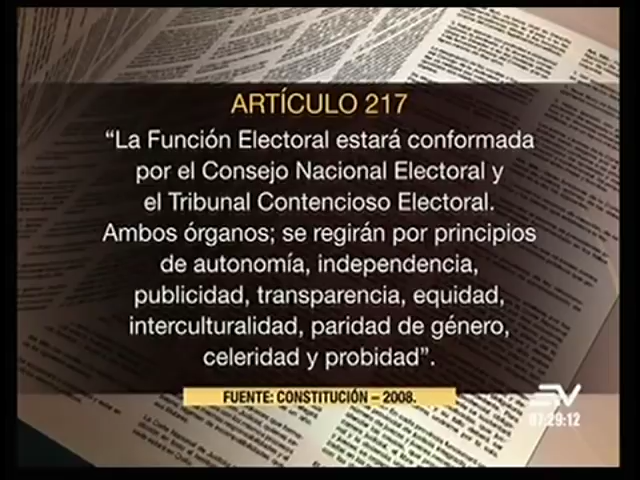 ARTÍCULO 217
“La Función Electoral estará conformada
por el Consejo Nacional Electoral y
el Tribunal Contencioso Electoral.
Ambos órganos; se regirán por principios
de autonomía, independencia,
publicidad, transparencia, equidad,
interculturalidad, paridad de género,
celeridad y probidad”.
FUENTE: CONSTITUCIÓN – 2008.
07:29:12